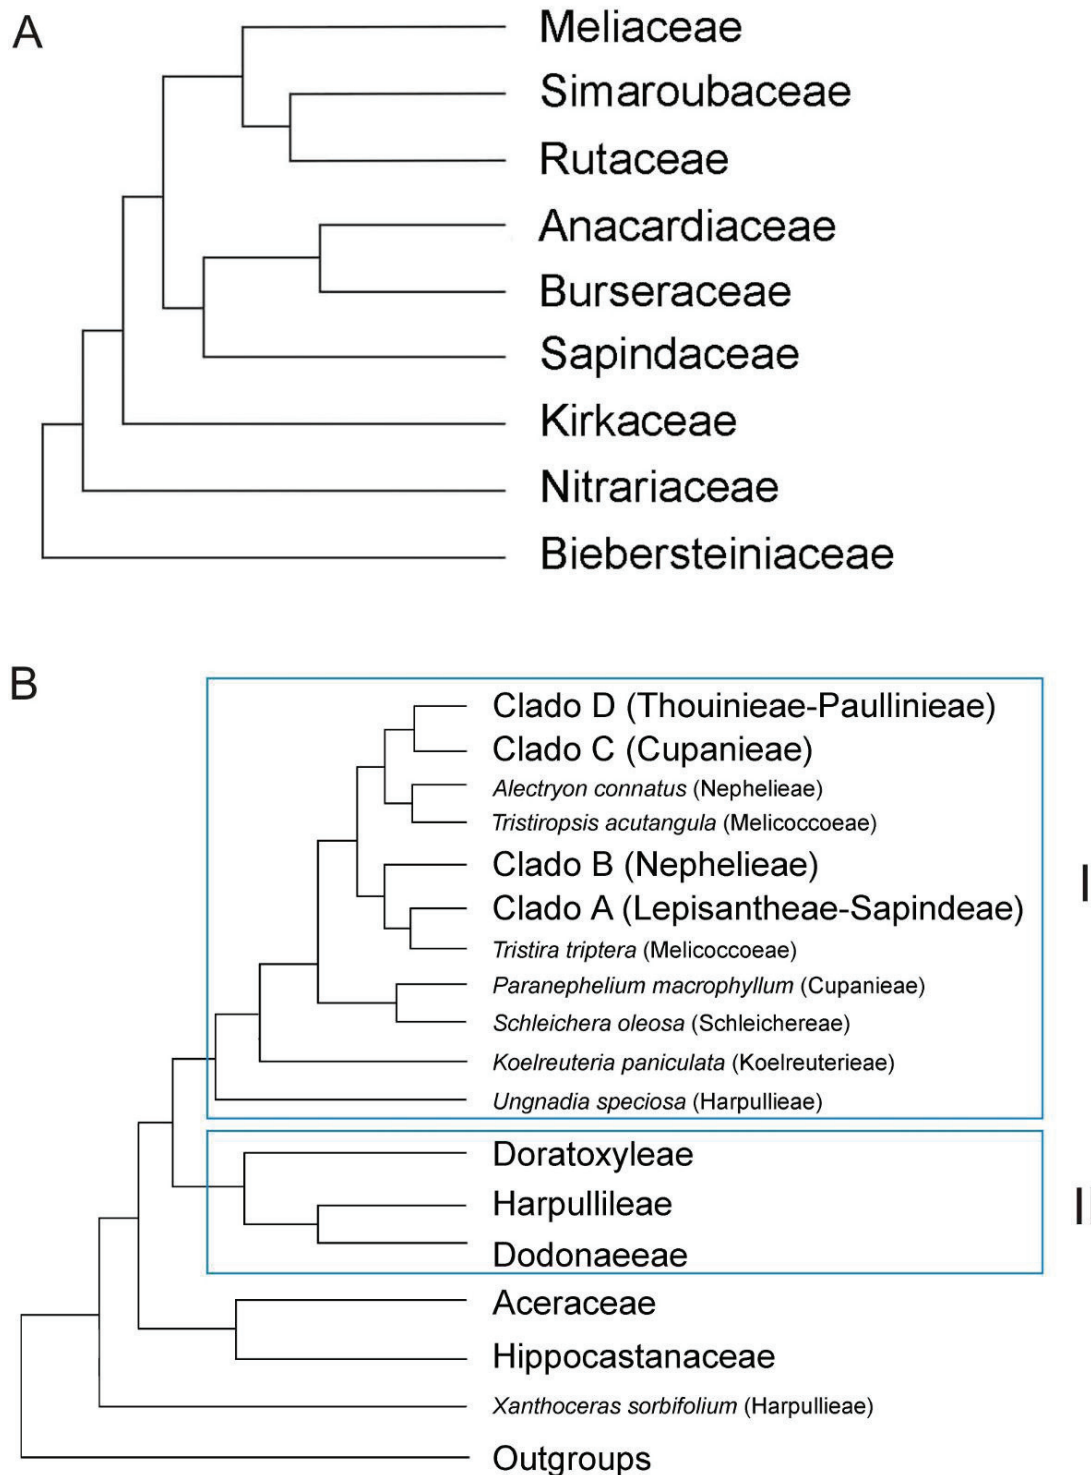 A
Meliaceae
Simaroubaceae
Rutaceae
Anacardiaceae
Burseraceae
Sapindaceae
Kirkaceae
Nitrariaceae
Biebersteiniaceae
B
Clado D (Thouinieae-Paullinieae)
Clado C (Cupanieae)
Alectryon connatus (Nephelieae)
Tristiropsis acutangula (Melicoccoeae)
Clado B (Nephelieae)
I
Clado A (Lepisantheae-Sapindeae)
Tristira triptera (Melicoccoeae)
Paranephelium macrophyllum (Cupanieae)
Schleichera oleosa (Schleichereae)
Koelreuteria paniculata (Koelreuterieae)
Ungnadia speciosa (Harpullieae)
Doratoxyleae
Harpullileae
II
Dodonaeeae
Aceraceae
Hippocastanaceae
Xanthoceras sorbifolium (Harpullieae)
Outgroups